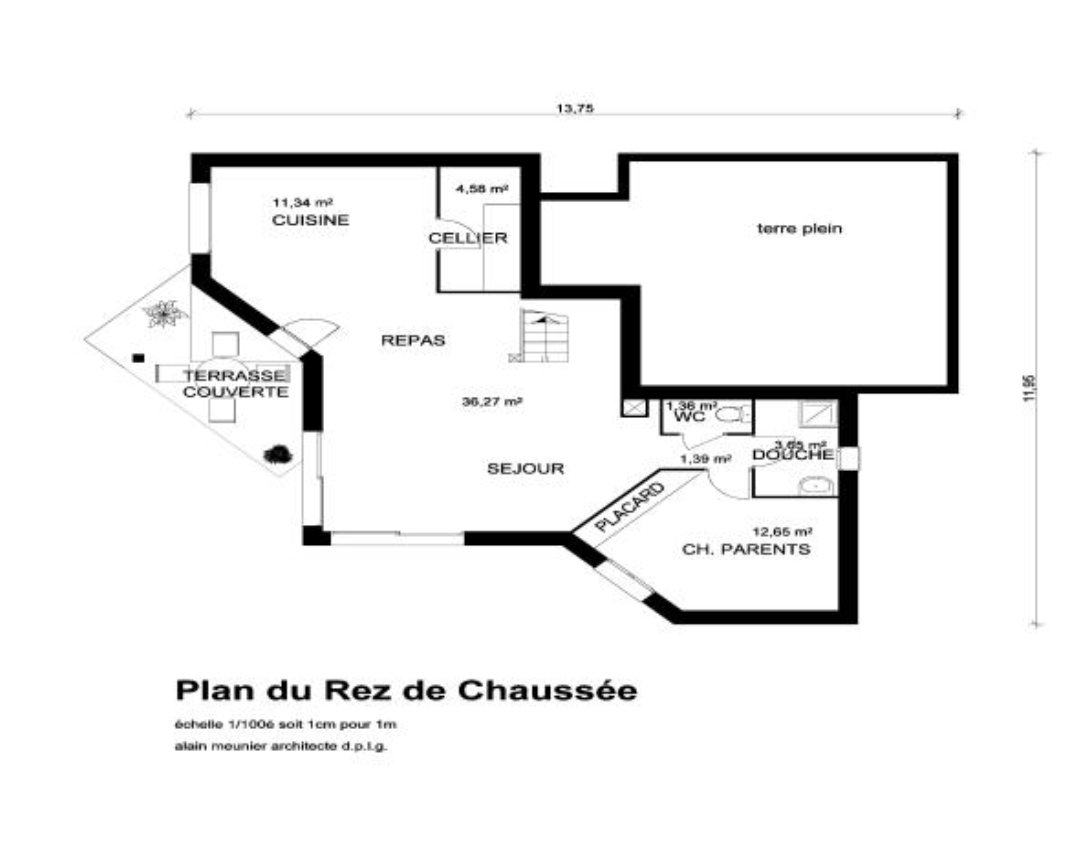 13,75
11,34 m²
CUISINE
4,58 m²
CELLIER
terre plein
11,95
REPAS
TERRASSE
COUVERTE
36,27 m²
1,36 m²
WC
3,65 m²
DOUCHE
1,39 m²
SEJOUR
PLACARD
12,65 m²
CH. PARENTS
Plan du Rez de Chaussée
échelle 1/100é soit 1cm pour 1m
alain meunier architecte d.p.l.g.